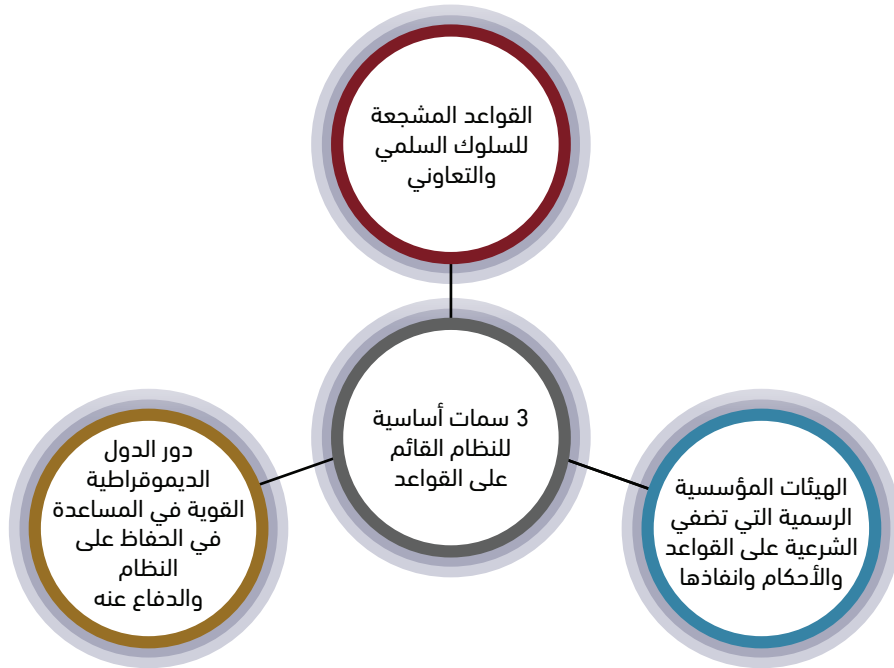 القواعد المشجعة
للسلوك السلمي
والتعاوني
3 سمات أساسية
للنظام القائم
على القواعد
الهيئات المؤسسية
الرسمية التي تضفي
الشرعية على القواعد
والأحكام وانفاذها
دور الدول
الديموقراطية
القوية في المساعدة
في الحفاظ على
النظام
والدفاع عنه